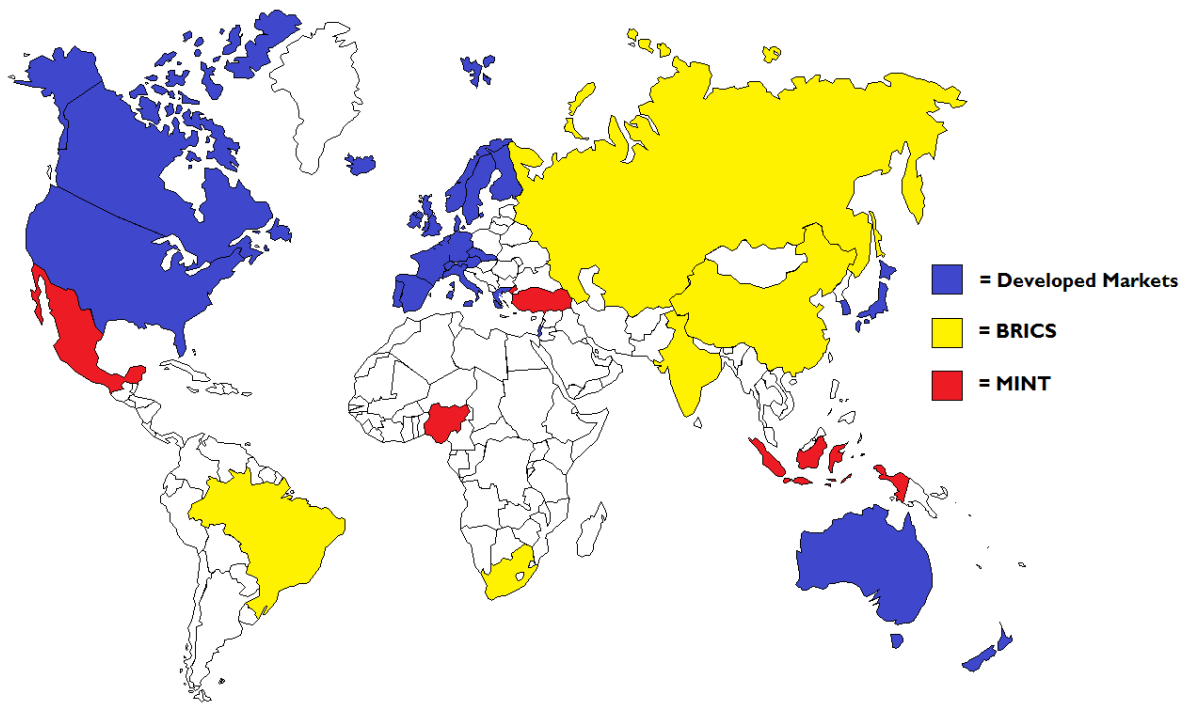 = Developed Markets
= BRICS
= MINT